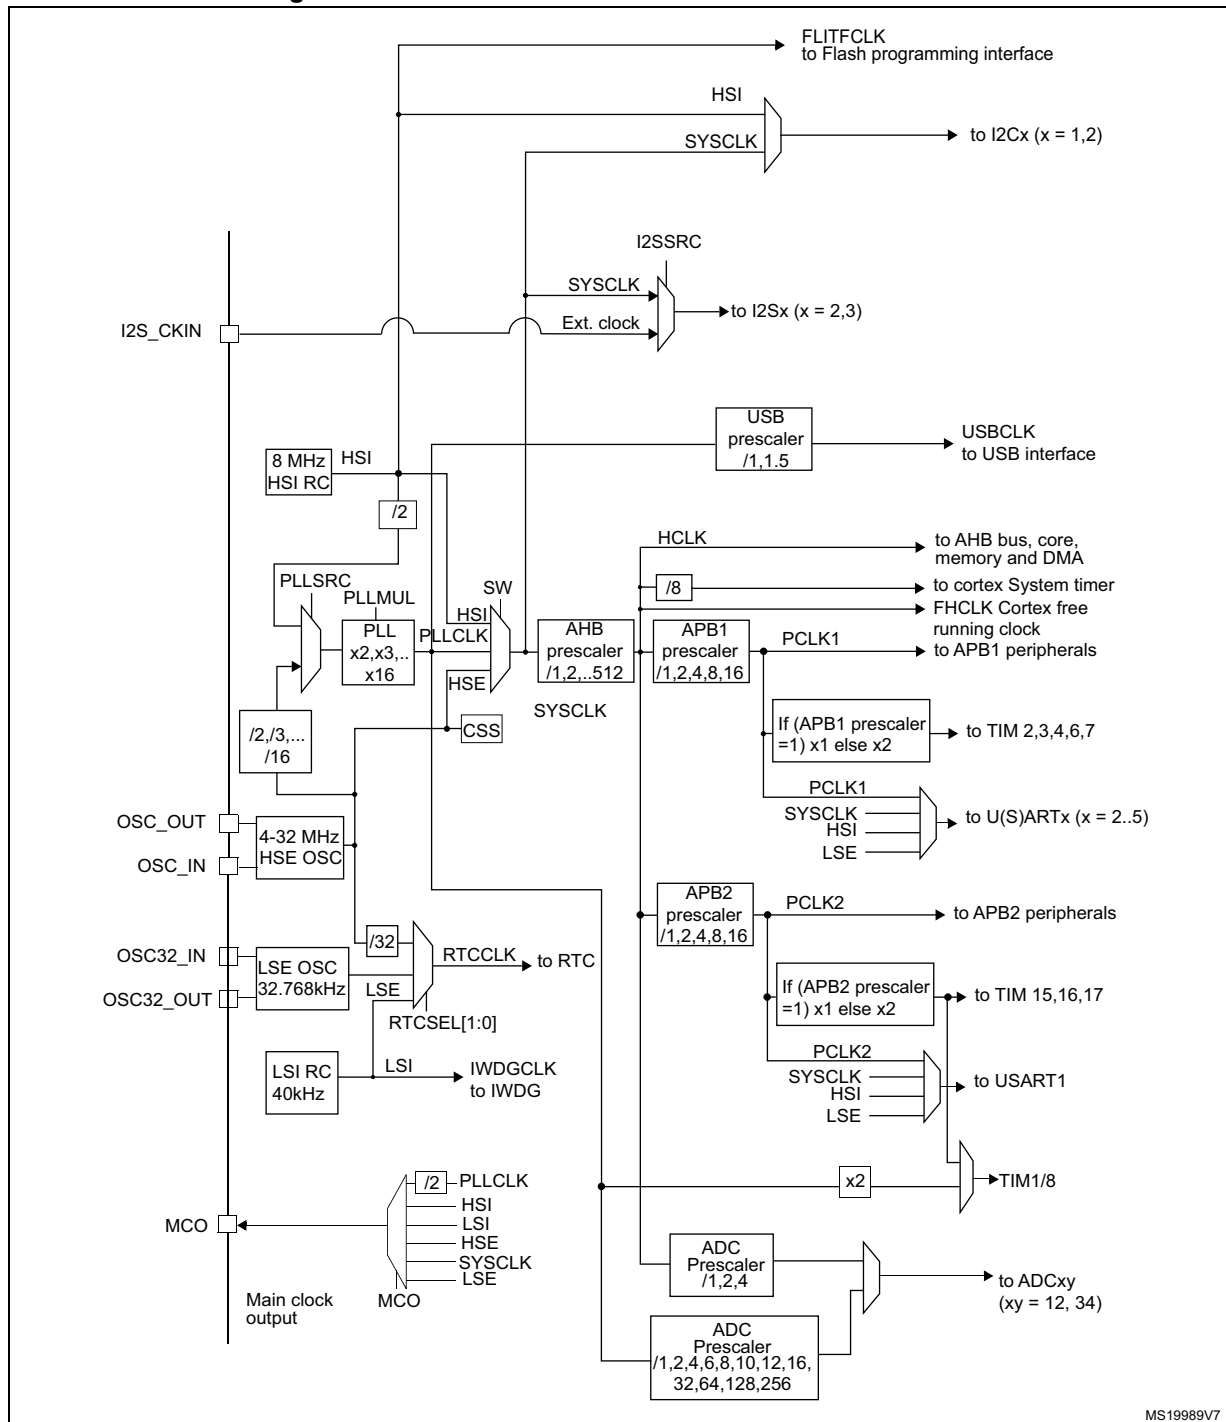 FLITFCLK
to Flash programming interface
HSI
SYSCLK
to I2Cx (x = 1,2)
I2SSRC
SYSCLK
to I2Sx (x = 2,3)
I2S_CKIN
Ext. clock
USB
prescaler
/1,1.5
USBCLK
to USB interface
8 MHz
HSI RC
HSI
/2
HCLK
to AHB bus, core,
memory and DMA
/8
to cortex System timer
FHCLK Cortex free
running clock
PLLSRC
PLLMUL
PLL
x2,x3,..
x16
PLLCLK
SW
HSI
HSE
AHB
prescaler
/1,2,..512
SYSCLK
APB1
prescaler
/1,2,4,8,16
PCLK1
to APB1 peripherals
CSS
/2,/3,...
/16
If (APB1 prescaler
=1) x1 else x2
to TIM 2,3,4,6,7
PCLK1
SYSCLK
HSI
LSE
to U(S)ARTx (x = 2..5)
OSC_OUT
OSC_IN
4-32 MHz
HSE OSC
APB2
prescaler
/1,2,4,8,16
PCLK2
to APB2 peripherals
/32
OSC32_IN
OSC32_OUT
LSE OSC
32.768kHz
LSE
RTCCLK
to RTC
RTCSEL[1:0]
If (APB2 prescaler
=1) x1 else x2
to TIM 15,16,17
LSI RC
40kHz
LSI
IWDGCLK
to IWDG
PCLK2
SYSCLK
HSI
LSE
to USART1
x2
TIM1/8
MCO
/2
PLLCLK
HSI
LSI
HSE
SYSCLK
LSE
MCO
Main clock
output
ADC
Prescaler
/1,2,4
to ADCxy
(xy = 12, 34)
ADC
Prescaler
/1,2,4,6,8,10,12,16,
32,64,128,256
MS19989V7